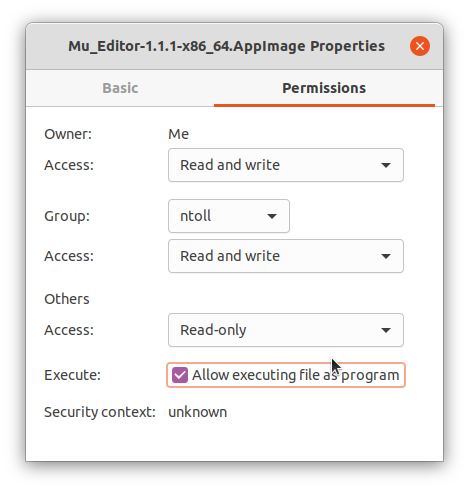 Mu_Editor-1.1.1-x86_64.AppImage Properties
Basic Permissions
Owner: Me
Access: Read and write
Group: ntoll
Access: Read and write
Others
Access: Read-only
Execute: Allow executing file as program
Security context: unknown